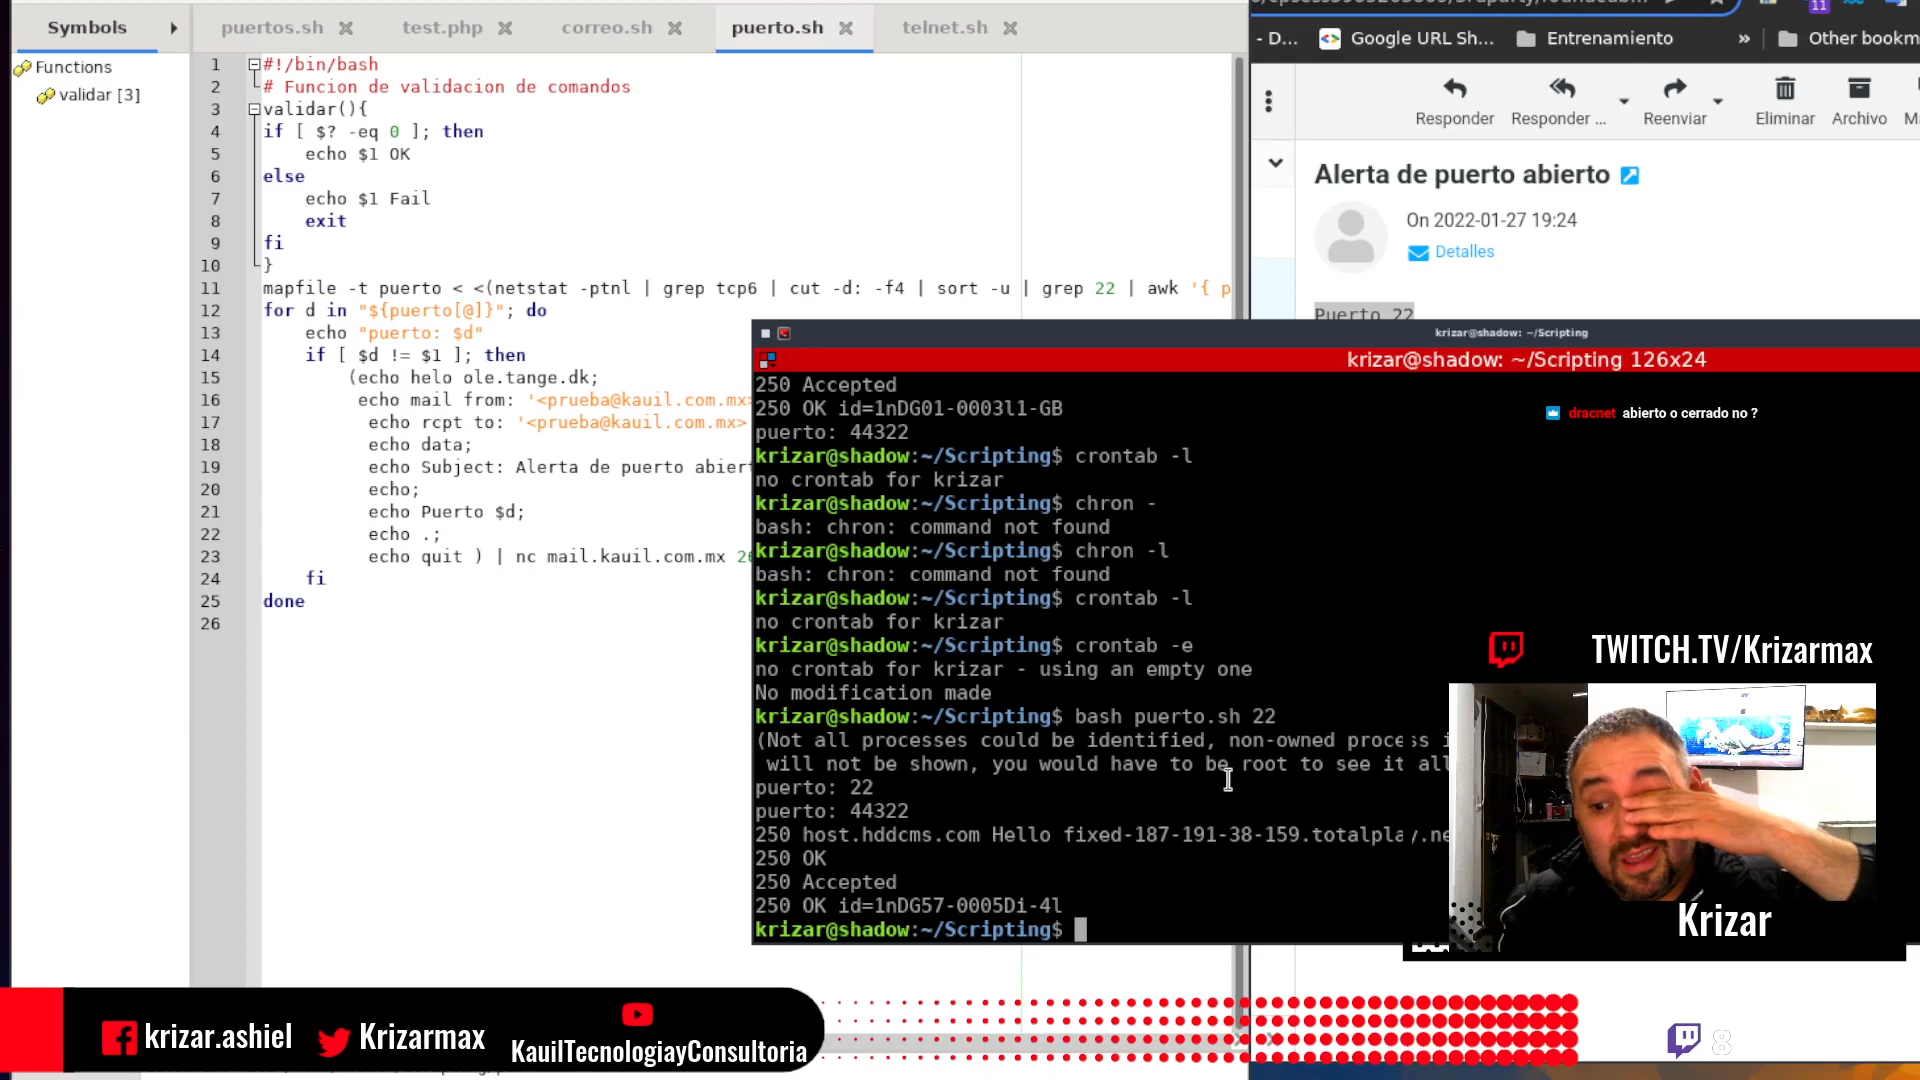 Symbols
puertos.sh
test.php
correo.sh
puerto.sh
telnet.sh
Functions
validar [3]
1 #!/bin/bash
2 # Funcion de validacion de comandos
3 validar(){
4 if [ $? -eq 0 ]; then
5 echo $1 OK
6 else
7 echo $1 Fail
8 exit
9 fi
10 }
11 mapfile -t puerto < <(netstat -ptnl | grep tcp6 | cut -d: -f4 | sort -u | grep 22 | awk '{ p
12 for d in "${puerto[@]}"; do
13 echo "puerto: $d"
14 if [ $d != $1 ]; then
15 (echo helo ole.tange.dk;
16 echo mail from: '<prueba@kauil.com.mx>
17 echo rcpt to: '<prueba@kauil.com.mx>
18 echo data;
19 echo Subject: Alerta de puerto abiert
20 echo;
21 echo Puerto $d;
22 echo .;
23 echo quit ) | nc mail.kauil.com.mx 26
24 fi
25 done
26
11
- D...
Google URL Sh...
Entrenamiento
»
Other bookm
Responder
Responder ...
Reenviar
Eliminar
Archivo
Alerta de puerto abierto
On 2022-01-27 19:24
Detalles
Puerto 22
krizar@shadow: ~/Scripting
krizar@shadow: ~/Scripting 126x24
250 Accepted
250 OK id=1nDG01-0003l1-GB
puerto: 44322
krizar@shadow:~/Scripting$ crontab -l
no crontab for krizar
krizar@shadow:~/Scripting$ chron -
bash: chron: command not found
krizar@shadow:~/Scripting$ chron -l
bash: chron: command not found
krizar@shadow:~/Scripting$ crontab -l
no crontab for krizar
krizar@shadow:~/Scripting$ crontab -e
no crontab for krizar - using an empty one
No modification made
krizar@shadow:~/Scripting$ bash puerto.sh 22
(Not all processes could be identified, non-owned process i
will not be shown, you would have to be root to see it all
puerto: 22
puerto: 44322
250 host.hddcms.com Hello fixed-187-191-38-159.totalplay.ne
250 OK
250 Accepted
250 OK id=1nDG57-0005Di-4l
krizar@shadow:~/Scripting$
dracnet abierto o cerrado no ?
TWITCH.TV/Krizarmax
Krizar
krizar.ashiel
Krizarmax
KauilTecnologiayConsultoria
8